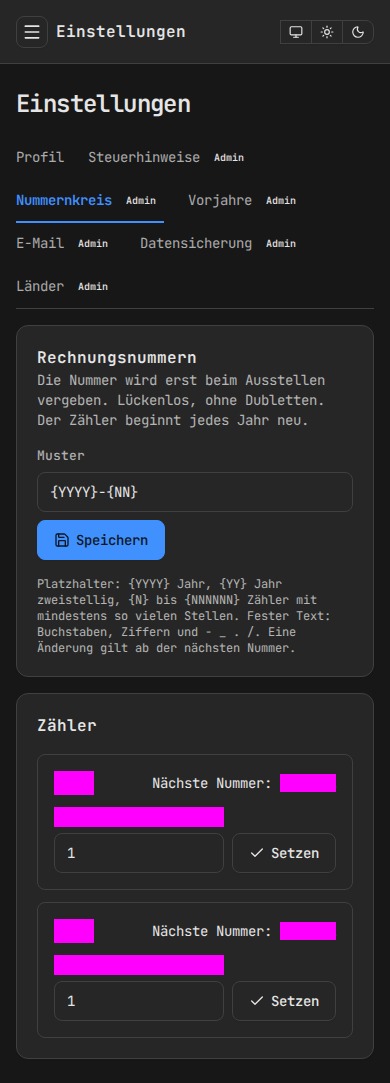 Einstellungen
Einstellungen
Profil Steuerhinweise Admin
Nummernkreis Admin Vorjahre Admin
E-Mail Admin Datensicherung Admin
Länder Admin
Rechnungsnummern
Die Nummer wird erst beim Ausstellen
vergeben. Lückenlos, ohne Dubletten.
Der Zähler beginnt jedes Jahr neu.
Muster
{YYYY}-{NN}
Speichern
Platzhalter: {YYYY} Jahr, {YY} Jahr
zweistellig, {N} bis {NNNNNN} Zähler mit
mindestens so vielen Stellen. Fester Text:
Buchstaben, Ziffern und - _ . /. Eine
Änderung gilt ab der nächsten Nummer.
Zähler
Nächste Nummer:
1 Setzen
Nächste Nummer:
1 Setzen